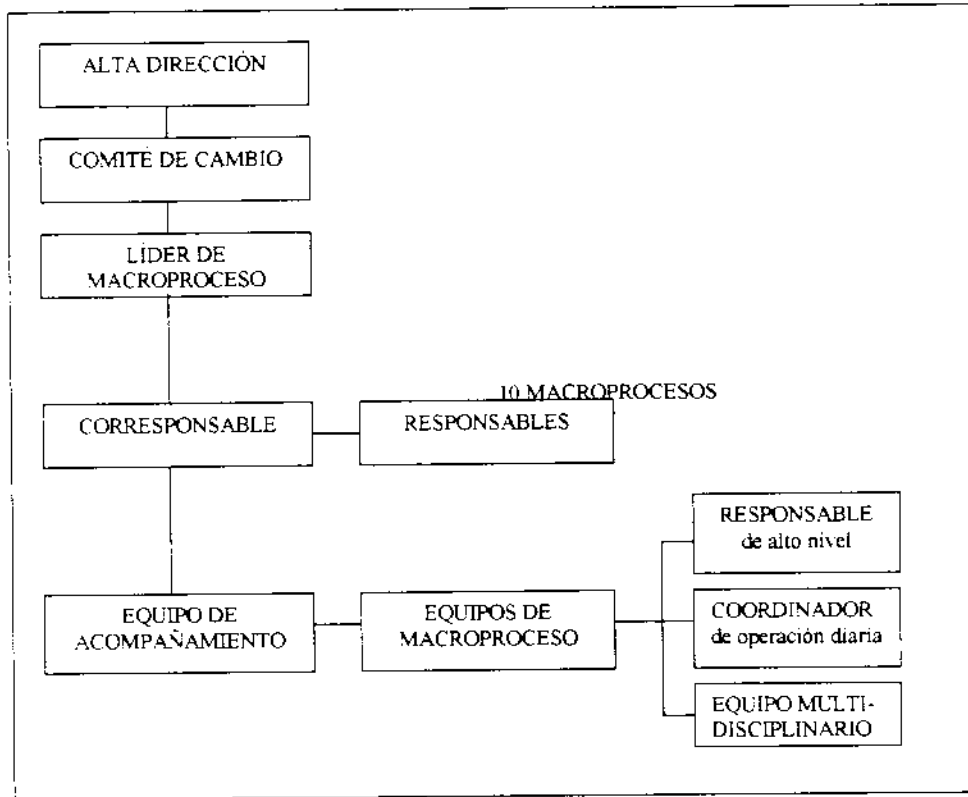 ALTA DIRECCIÓN
COMITÉ DE CAMBIO
LÍDER DE
MACROPROCESO
10 MACROPROCESOS
CORRESPONSABLE
RESPONSABLES
RESPONSABLE
de alto nivel
EQUIPO DE
ACOMPAÑAMIENTO
EQUIPOS DE
MACROPROCESO
COORDINADOR
de operación diaria
EQUIPO MULTI-
DISCIPLINARIO